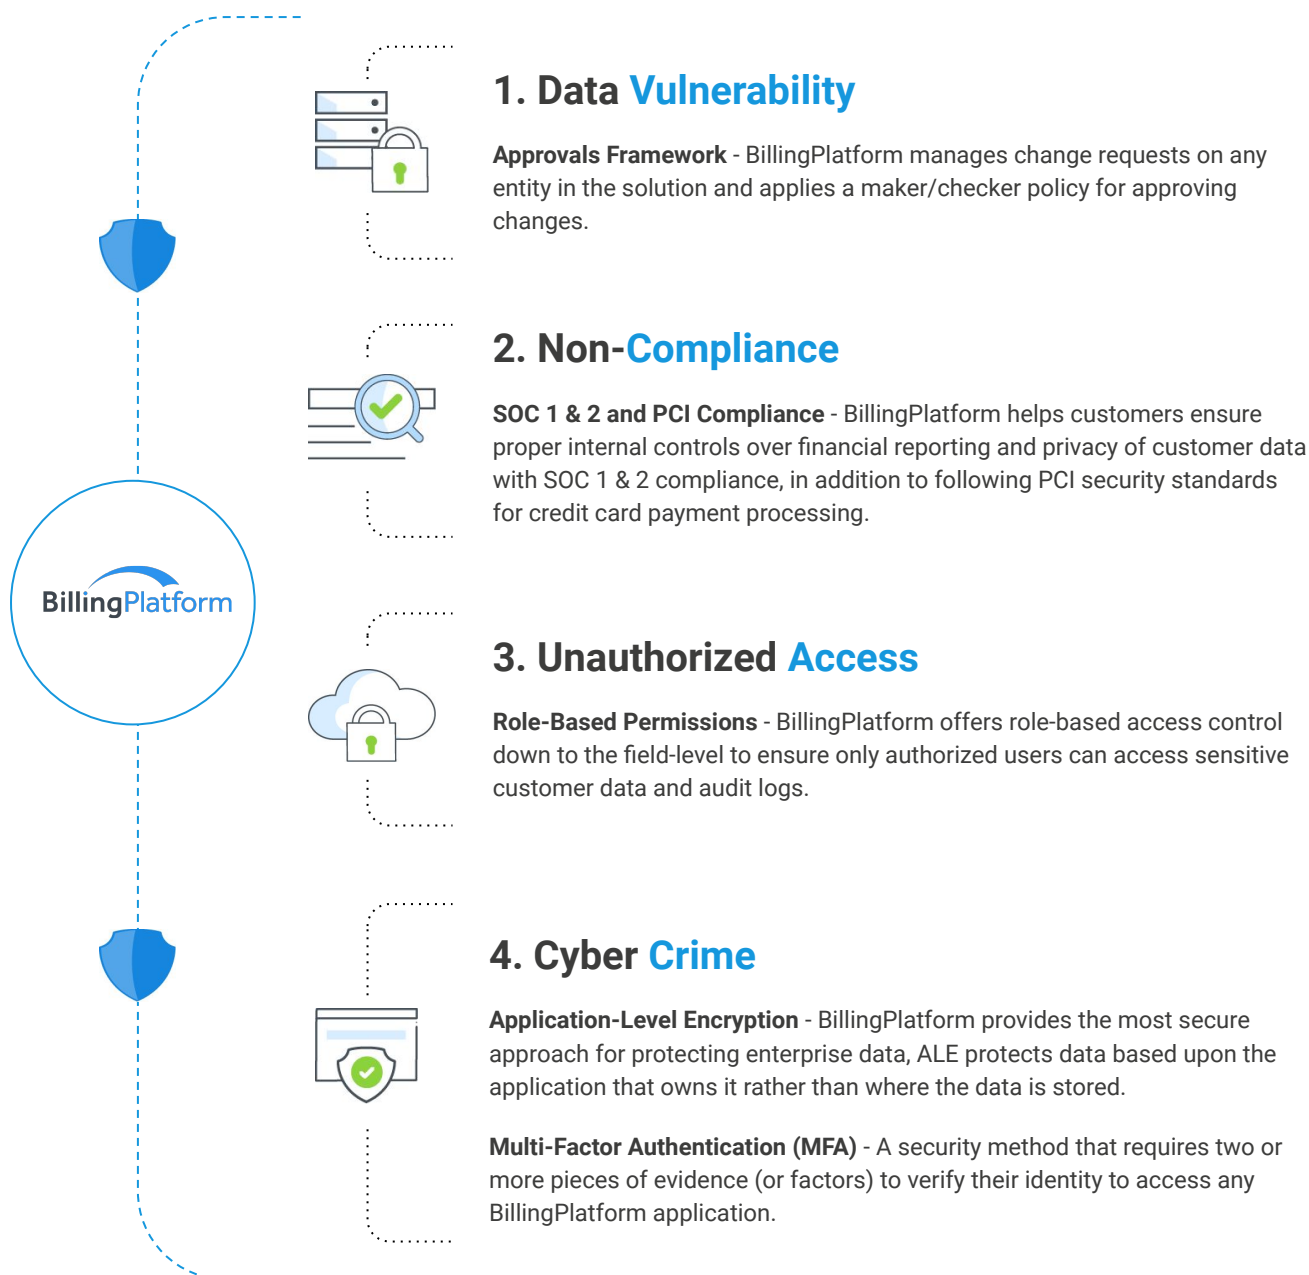 1. Data Vulnerability
Approvals Framework - BillingPlatform manages change requests on any
entity in the solution and applies a maker/checker policy for approving
changes.
2. Non-Compliance
SOC 1 & 2 and PCI Compliance - BillingPlatform helps customers ensure
proper internal controls over financial reporting and privacy of customer data
with SOC 1 & 2 compliance, in addition to following PCI security standards
for credit card payment processing.
BillingPlatform
3. Unauthorized Access
Role-Based Permissions - BillingPlatform offers role-based access control
down to the field-level to ensure only authorized users can access sensitive
customer data and audit logs.
4. Cyber Crime
Application-Level Encryption - BillingPlatform provides the most secure
approach for protecting enterprise data, ALE protects data based upon the
application that owns it rather than where the data is stored.
Multi-Factor Authentication (MFA) - A security method that requires two or
more pieces of evidence (or factors) to verify their identity to access any
BillingPlatform application.